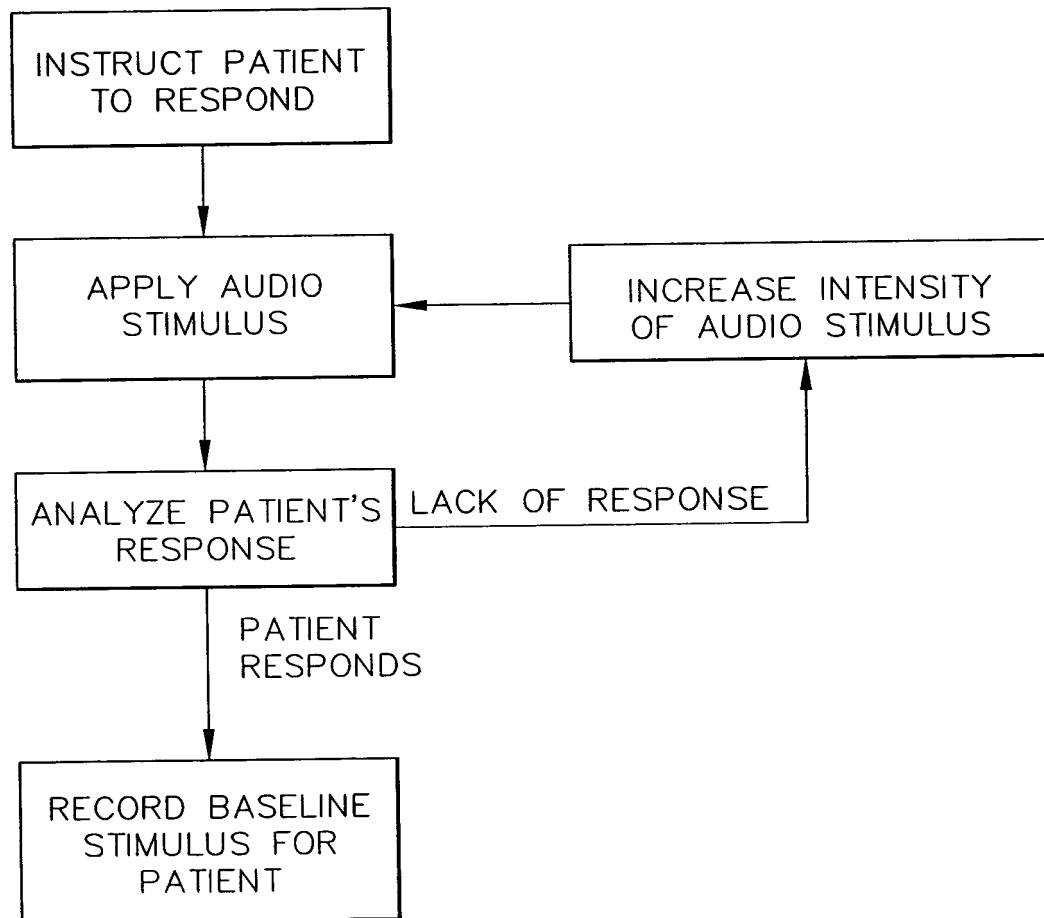 INSTRUCT PATIENT
TO RESPOND
APPLY AUDIO
STIMULUS
INCREASE INTENSITY
OF AUDIO STIMULUS
ANALYZE PATIENT'S
RESPONSE
LACK OF RESPONSE
PATIENT
RESPONDS
RECORD BASELINE
STIMULUS FOR
PATIENT